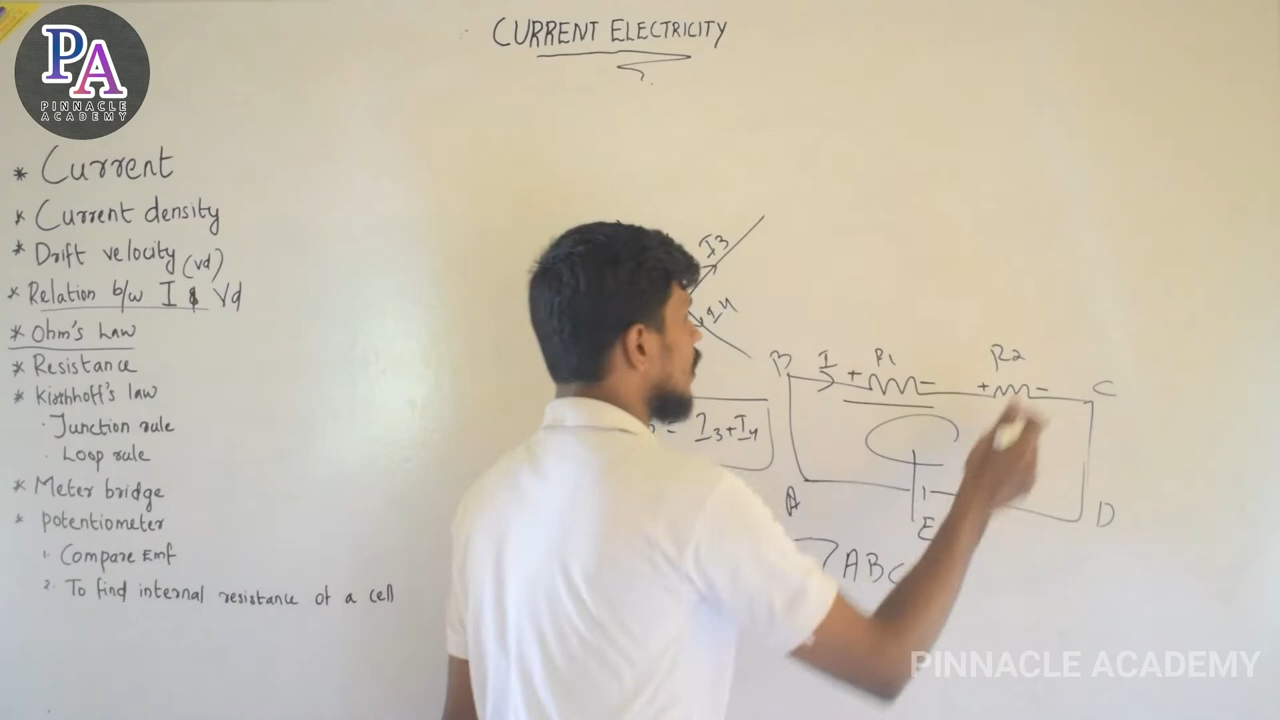 PA
PINNACLE
ACADEMY
CURRENT ELECTRICITY
* Current
* Current density
* Drift velocity (vd)
* Relation b/w I & Vd
* Ohm's Law
* Resistance
* Kirchhoff's law
· Junction rule
· Loop rule
* Meter bridge
* potentiometer
1. Compare Emf
2. To find internal resistance of a cell
I3
I4
= I3+I4
B I + R1 - + R2 - C
A E D
ABC
PINNACLE ACADEMY